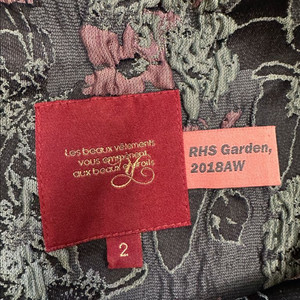 Les beaux vêtements
vous emmènent
aux beaux endroits
2
RHS Garden,
2018AW